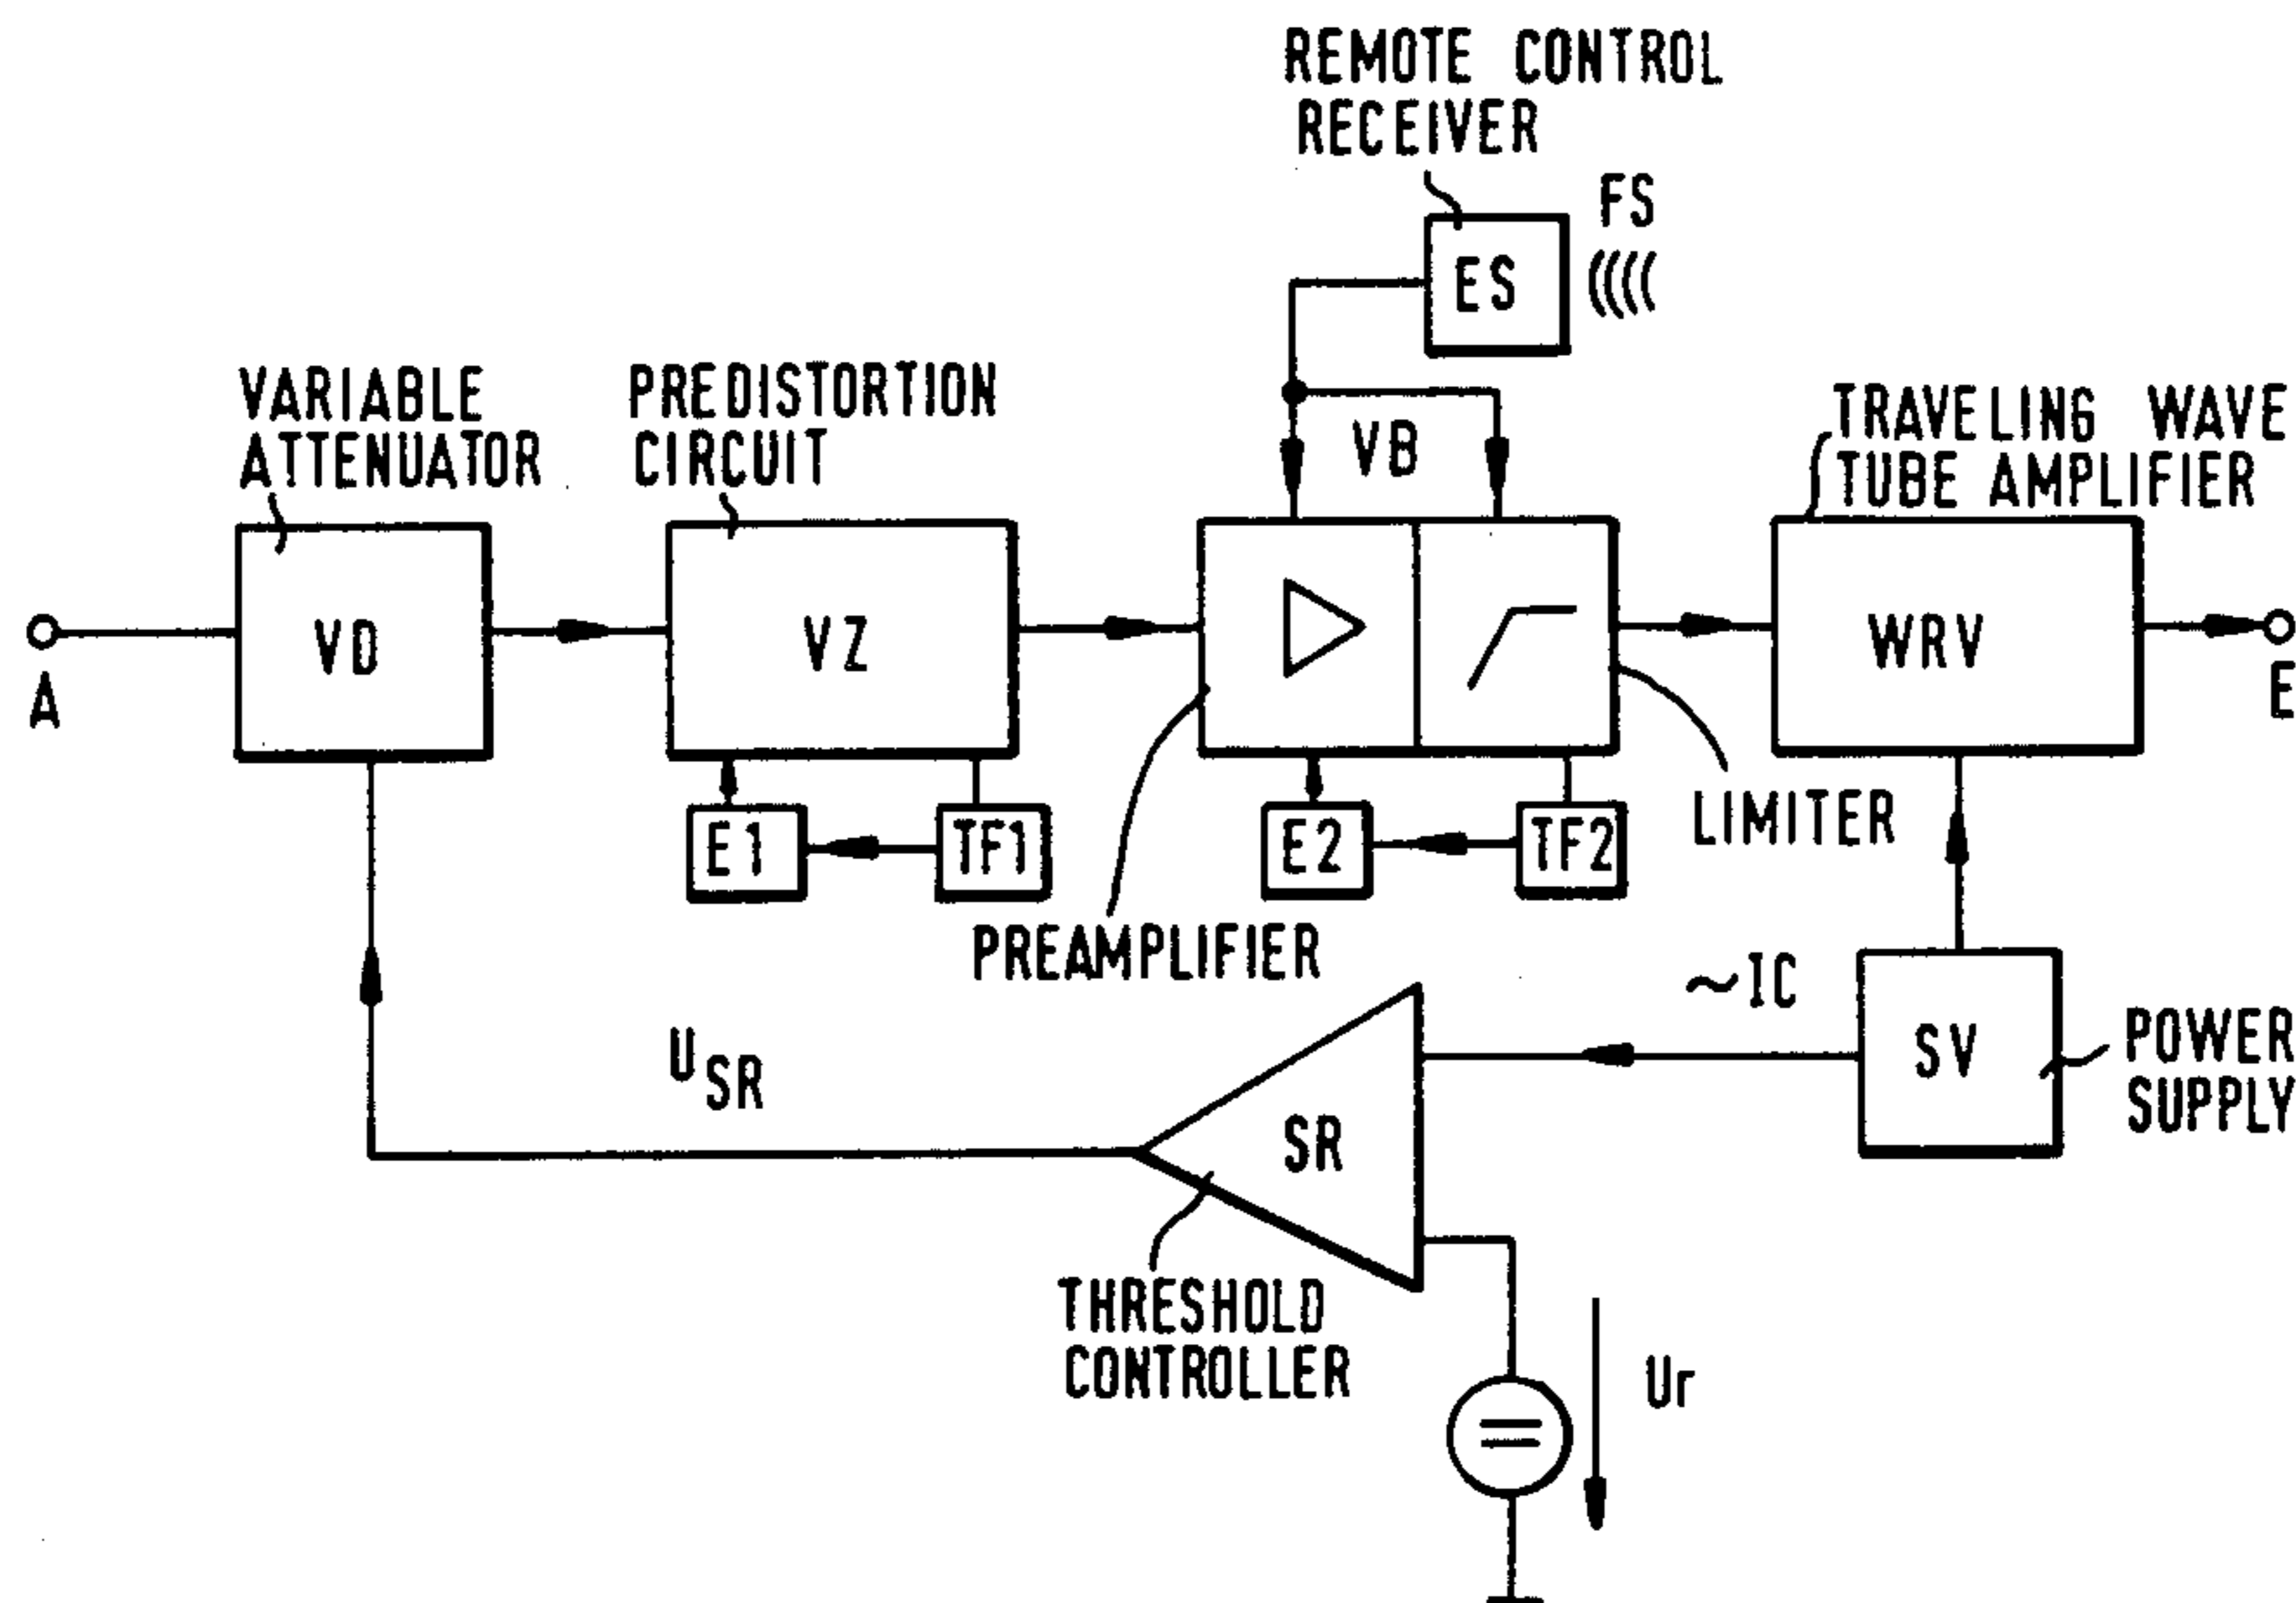 REMOTE CONTROL
RECEIVER
FS
ES
VARIABLE
ATTENUATOR
PREDISTORTION
CIRCUIT
VB
TRAVELING WAVE
TUBE AMPLIFIER
VD
VZ
WRV
A
E
E1
TF1
E2
TF2
LIMITER
PREAMPLIFIER
~IC
SV
POWER
SUPPLY
USR
SR
THRESHOLD
CONTROLLER
Ur